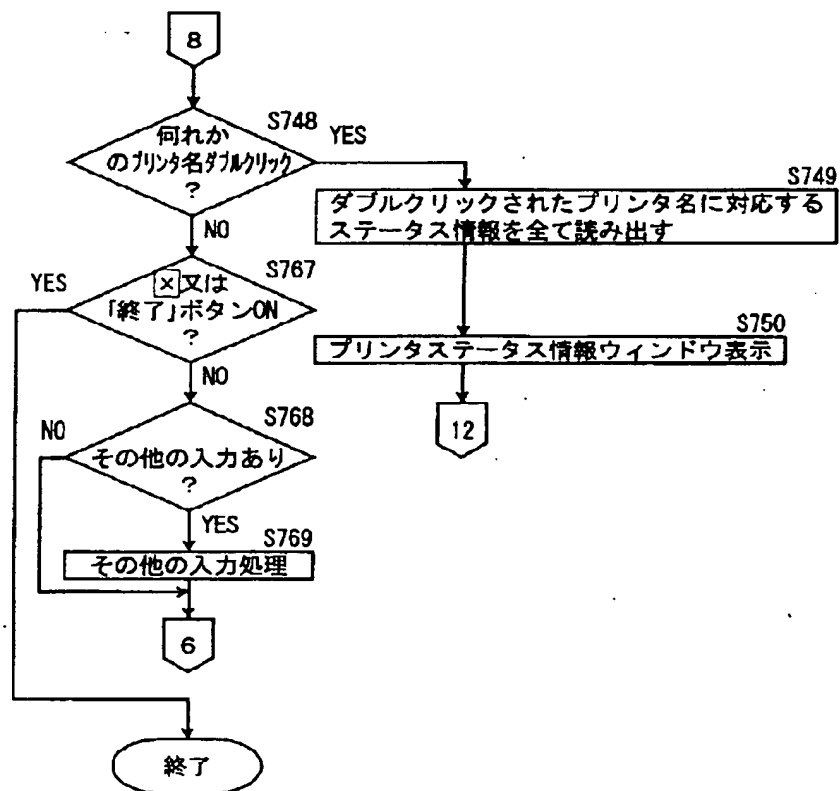 8
S748
何れか
のプリンタ名ダブルクリック
?
YES
NO
S749
ダブルクリックされたプリンタ名に対応する
ステータス情報を全て読み出す
S767
YES
×又は
「終了」ボタンON
?
NO
S750
プリンタステータス情報ウィンドウ表示
12
S768
NO
その他の入力あり
?
YES
S769
その他の入力処理
6
終了